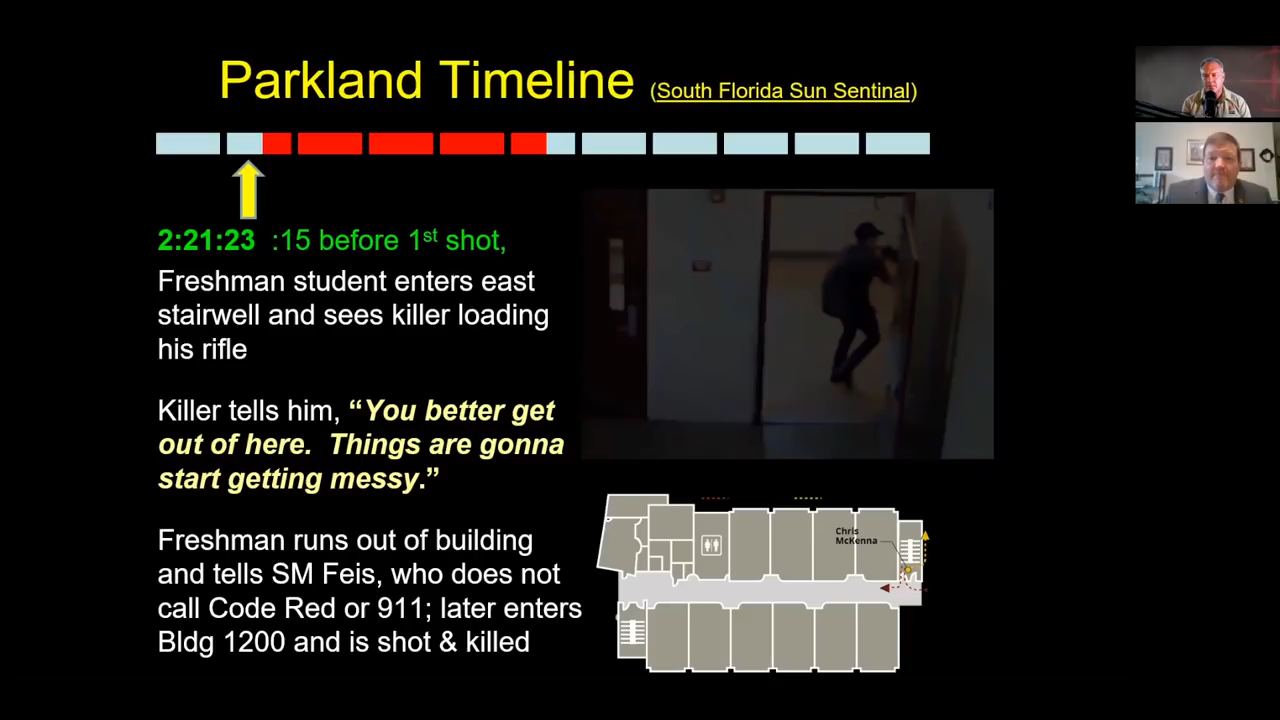 Parkland Timeline (South Florida Sun Sentinal)
2:21:23 :15 before 1st shot,
Freshman student enters east
stairwell and sees killer loading
his rifle
Killer tells him, “You better get
out of here. Things are gonna
start getting messy.”
Freshman runs out of building
and tells SM Feis, who does not
call Code Red or 911; later enters
Bldg 1200 and is shot & killed
Chris
McKenna